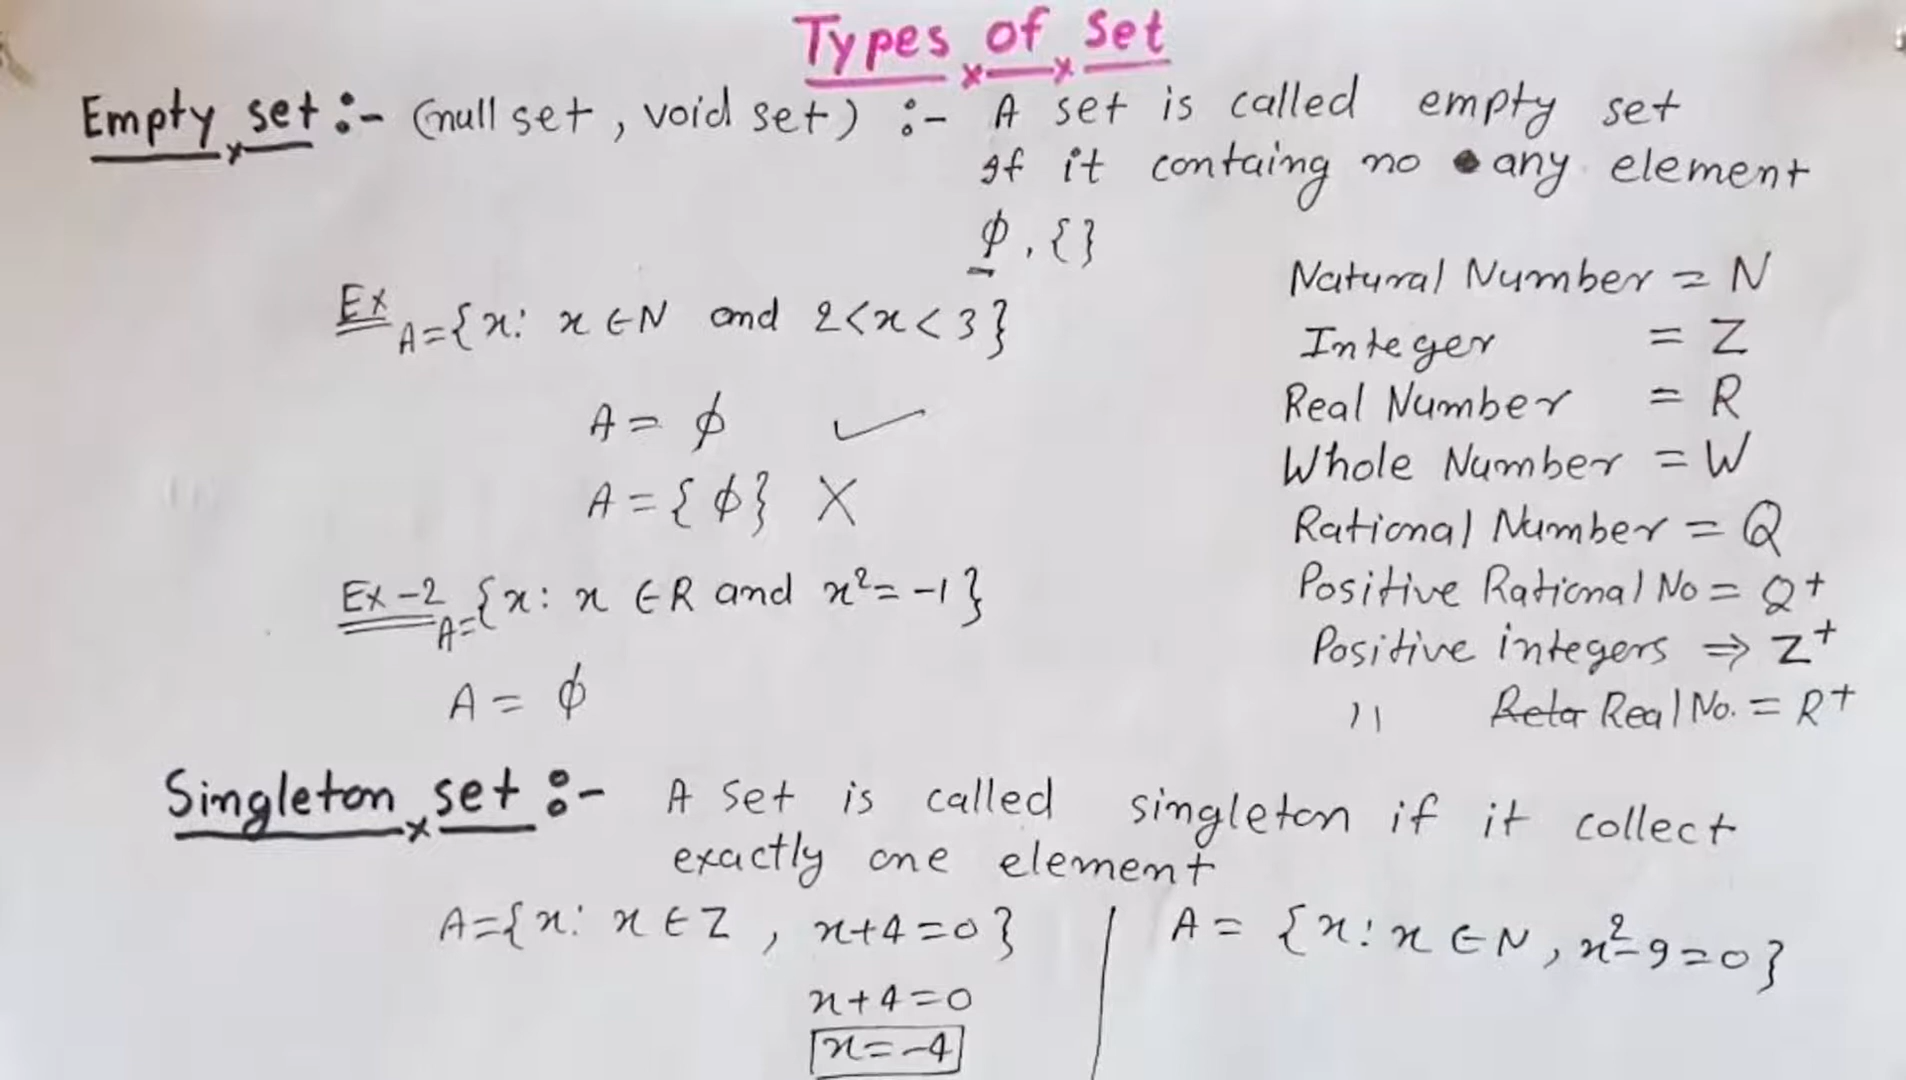 Types of Set
Empty set :- (null set, void set) :- A set is called empty set
If it containg no any element
ϕ, {}
Ex A={x: x ∈ N and 2<x<3}
A = ϕ ✓
A = {ϕ} X
Ex-2 A={x: x ∈ R and x²=-1}
A = ϕ
Natural Number = N
Integer = Z
Real Number = R
Whole Number = W
Rational Number = Q
Positive Rational No = Q+
Positive integers ⇒ Z+
" Reta Real No. = R+
Singleton set :- A set is called singleton if it collect
exactly one element
A={x: x ∈ Z, x+4=0}
x+4=0
x=-4
A = {x: x ∈ N, x²-9=0}